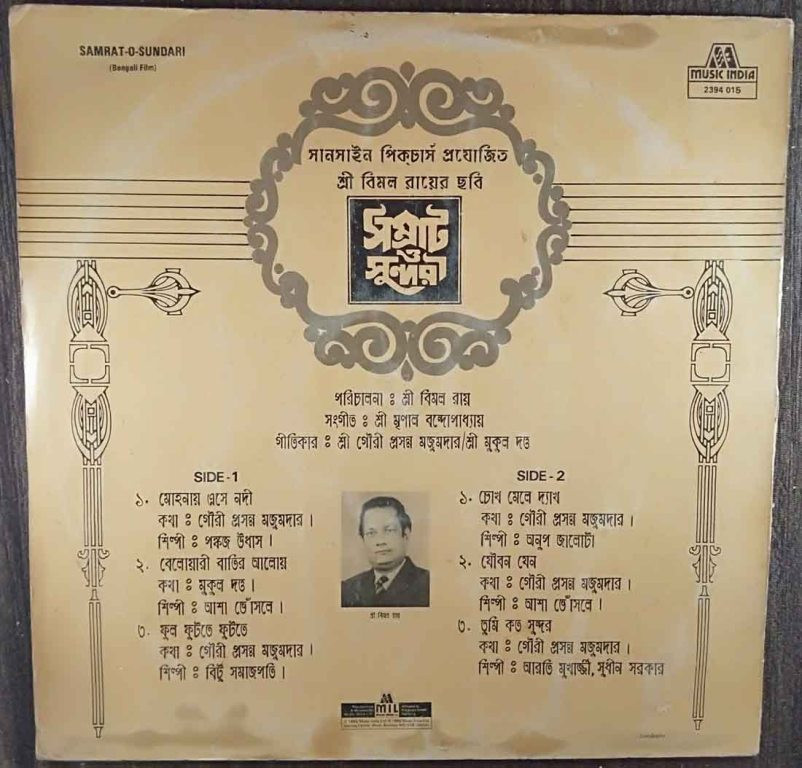 SAMRAT-O-SUNDARI
(Bengali Film)
MUSIC INDIA
2394 015
সানসাইন পিক্চার্স প্রযোজিত
শ্রী বিমল রায়ের ছবি
সম্রাট
ও
সুন্দরী
পরিচালনা ঃ শ্রী বিমল রায়
সংগীত ঃ শ্রী মৃণাল বন্দোপাধ্যায়
গীতিকার ঃ শ্রী গৌরী প্রসন্ন মজুমদার/শ্রী মুকুল দত্ত
SIDE-1
১. মোহনায় এসে নদী
কথা ঃ গৌরী প্রসন্ন মজুমদার ।
শিল্পী ঃ পঙ্কজ উধাস ।
২. বেলোয়ারী বাতির আলোয়
কথা ঃ মুকুল দত্ত ।
শিল্পী ঃ আশা ভোঁসলে ।
৩. ফুল ফুটতে ফুটতে
কথা ঃ গৌরী প্রসন্ন মজুমদার ।
শিল্পী ঃ বিটু সমাজপতি ।
শ্রী বিমল রায়
SIDE-2
১. চোখ মেলে দ্যাখ
কথা ঃ গৌরী প্রসন্ন মজুমদার ।
শিল্পী ঃ অনুপ জালোটা
২. যৌবন যেন
কথা ঃ গৌরী প্রসন্ন মজুমদার ।
শিল্পী ঃ আশা ভোঁসলে ।
৩. তুমি কত সুন্দর
কথা ঃ গৌরী প্রসন্ন মজুমদার ।
শিল্পী ঃ আরতি মুখার্জ্জী, সুধীন সরকার
MIL